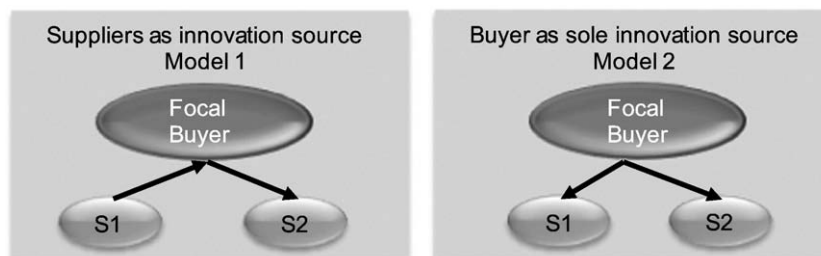 Suppliers as innovation source
Model 1
Focal
Buyer
S1
S2
Buyer as sole innovation source
Model 2
Focal
Buyer
S1
S2